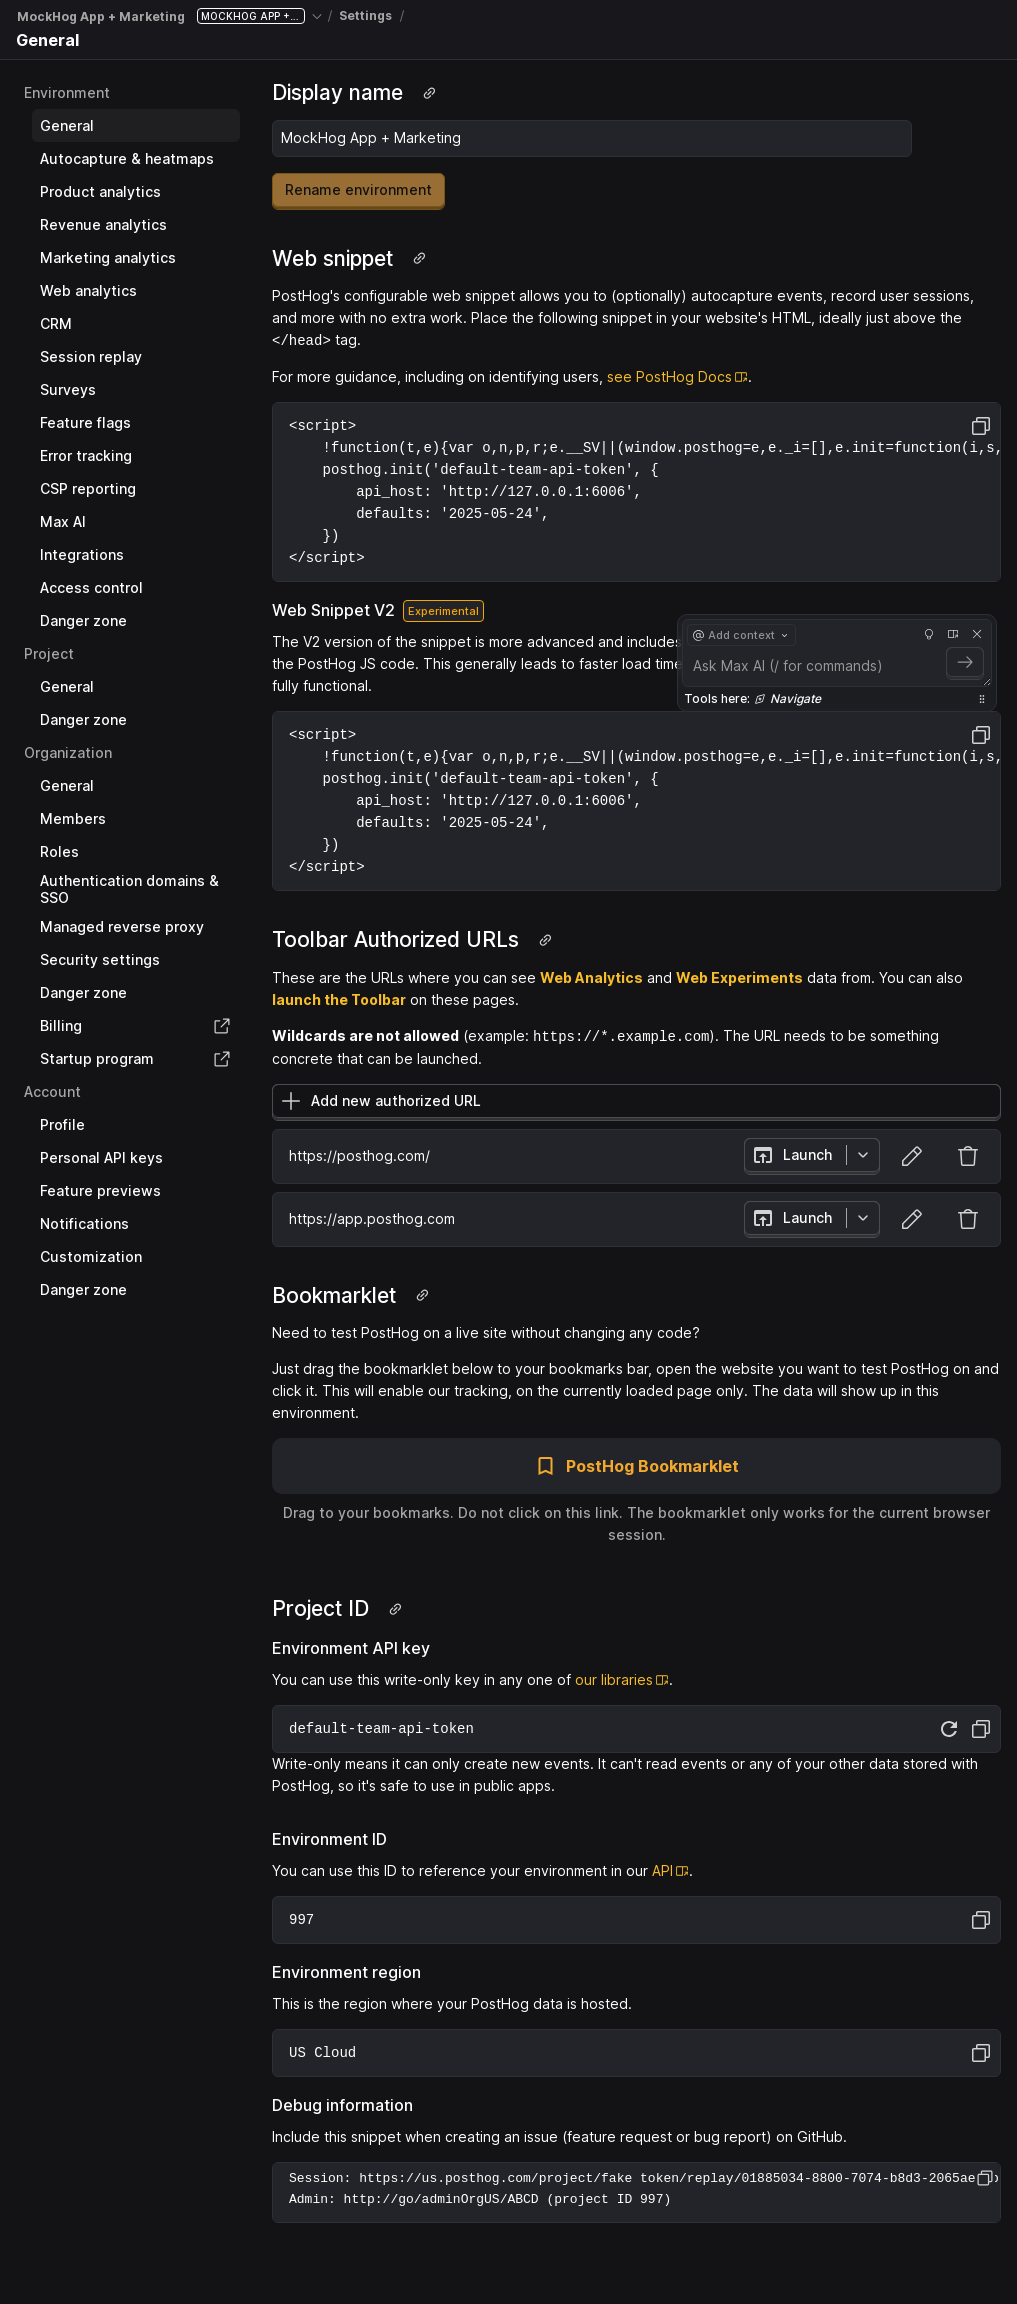 MockHog App + Marketing MOCKHOG APP +... / Settings /
General
Environment
General
Autocapture & heatmaps
Product analytics
Revenue analytics
Marketing analytics
Web analytics
CRM
Session replay
Surveys
Feature flags
Error tracking
CSP reporting
Max AI
Integrations
Access control
Danger zone
Project
General
Danger zone
Organization
General
Members
Roles
Authentication domains &
SSO
Managed reverse proxy
Security settings
Danger zone
Billing
Startup program
Account
Profile
Personal API keys
Feature previews
Notifications
Customization
Danger zone
Display name
MockHog App + Marketing
Rename environment
Web snippet
PostHog's configurable web snippet allows you to (optionally) autocapture events, record user sessions,
and more with no extra work. Place the following snippet in your website's HTML, ideally just above the
</head> tag.
For more guidance, including on identifying users, see PostHog Docs.
<script>
!function(t,e){var o,n,p,r;e.__SV||(window.posthog=e,e._i=[],e.init=function(i,s,
posthog.init('default-team-api-token', {
api_host: 'http://127.0.0.1:6006',
defaults: '2025-05-24',
})
</script>
Web Snippet V2 Experimental
The V2 version of the snippet is more advanced and includes
the PostHog JS code. This generally leads to faster load time
fully functional.
@ Add context
Ask Max AI (/ for commands)
Tools here: Navigate
<script>
!function(t,e){var o,n,p,r;e.__SV||(window.posthog=e,e._i=[],e.init=function(i,s,
posthog.init('default-team-api-token', {
api_host: 'http://127.0.0.1:6006',
defaults: '2025-05-24',
})
</script>
Toolbar Authorized URLs
These are the URLs where you can see Web Analytics and Web Experiments data from. You can also
launch the Toolbar on these pages.
Wildcards are not allowed (example: https://*.example.com). The URL needs to be something
concrete that can be launched.
Add new authorized URL
https://posthog.com/ Launch
https://app.posthog.com Launch
Bookmarklet
Need to test PostHog on a live site without changing any code?
Just drag the bookmarklet below to your bookmarks bar, open the website you want to test PostHog on and
click it. This will enable our tracking, on the currently loaded page only. The data will show up in this
environment.
PostHog Bookmarklet
Drag to your bookmarks. Do not click on this link. The bookmarklet only works for the current browser
session.
Project ID
Environment API key
You can use this write-only key in any one of our libraries.
default-team-api-token
Write-only means it can only create new events. It can't read events or any of your other data stored with
PostHog, so it's safe to use in public apps.
Environment ID
You can use this ID to reference your environment in our API.
997
Environment region
This is the region where your PostHog data is hosted.
US Cloud
Debug information
Include this snippet when creating an issue (feature request or bug report) on GitHub.
Session: https://us.posthog.com/project/fake token/replay/01885034-8800-7074-b8d3-2065ae
Admin: http://go/adminOrgUS/ABCD (project ID 997)